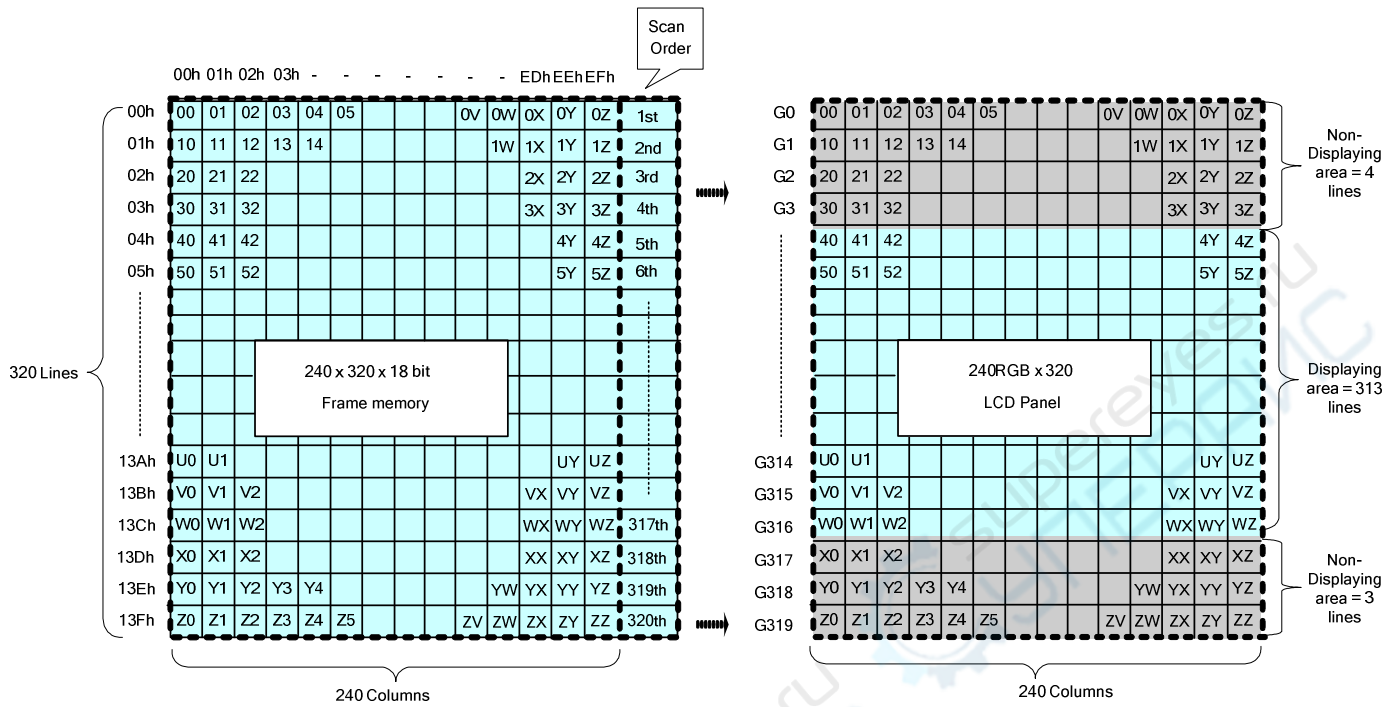 Scan
Order
00h 01h 02h 03h - - - - - - EDh EEh EFh
00h 00 01 02 03 04 05 0V 0W 0X 0Y 0Z 1st
01h 10 11 12 13 14 1W 1X 1Y 1Z 2nd
02h 20 21 22 2X 2Y 2Z 3rd
03h 30 31 32 3X 3Y 3Z 4th
04h 40 41 42 4Y 4Z 5th
05h 50 51 52 5Y 5Z 6th
320 Lines
240 x 320 x 18 bit
Frame memory
13Ah U0 U1 UY UZ
13Bh V0 V1 V2 VX VY VZ
13Ch W0 W1 W2 WX WY WZ 317th
13Dh X0 X1 X2 XX XY XZ 318th
13Eh Y0 Y1 Y2 Y3 Y4 YW YX YY YZ 319th
13Fh Z0 Z1 Z2 Z3 Z4 Z5 ZV ZW ZX ZY ZZ 320th
240 Columns
G0 00 01 02 03 04 05 0V 0W 0X 0Y 0Z
G1 10 11 12 13 14 1W 1X 1Y 1Z
G2 20 21 22 2X 2Y 2Z
G3 30 31 32 3X 3Y 3Z
40 41 42 4Y 4Z
50 51 52 5Y 5Z
Non-
Displaying
area = 4
lines
240RGB x 320
LCD Panel
Displaying
area = 313
lines
G314 U0 U1 UY UZ
G315 V0 V1 V2 VX VY VZ
G316 W0 W1 W2 WX WY WZ
G317 X0 X1 X2 XX XY XZ
G318 Y0 Y1 Y2 Y3 Y4 YW YX YY YZ
G319 Z0 Z1 Z2 Z3 Z4 Z5 ZV ZW ZX ZY ZZ
Non-
Displaying
area = 3
lines
240 Columns
supereyes.ru
УЛЕЙДИС
ru